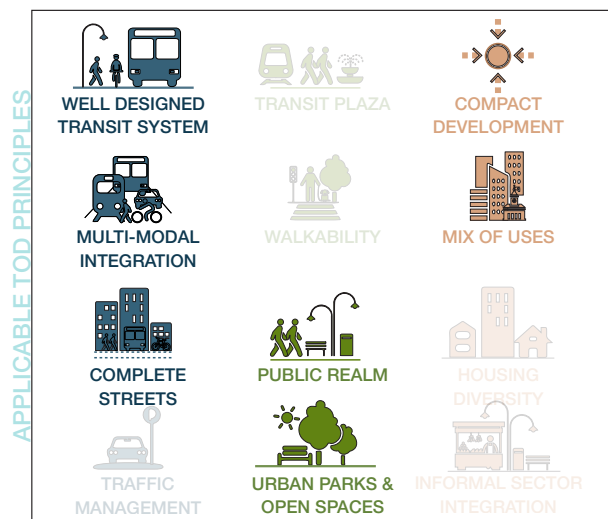 APPLICABLE TOD PRINCIPLES
WELL DESIGNED
TRANSIT SYSTEM
TRANSIT PLAZA
COMPACT
DEVELOPMENT
MULTI-MODAL
INTEGRATION
WALKABILITY
MIX OF USES
COMPLETE
STREETS
PUBLIC REALM
HOUSING
DIVERSITY
TRAFFIC
MANAGEMENT
URBAN PARKS &
OPEN SPACES
INFORMAL SECTOR
INTEGRATION